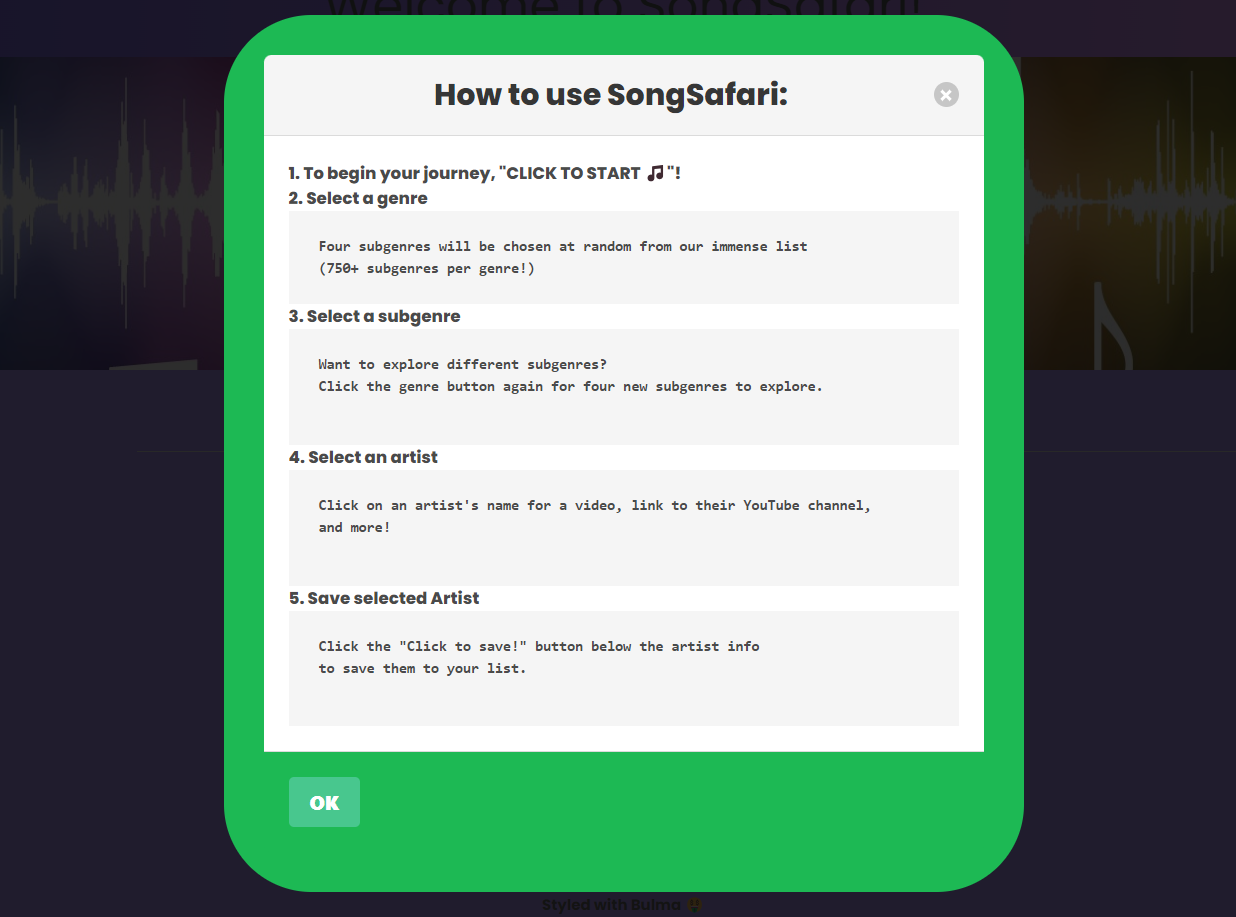 Welcome To SongSafari!
How to use SongSafari:
1. To begin your journey, "CLICK TO START 🎵"!
2. Select a genre
Four subgenres will be chosen at random from our immense list
(750+ subgenres per genre!)
3. Select a subgenre
Want to explore different subgenres?
Click the genre button again for four new subgenres to explore.
4. Select an artist
Click on an artist's name for a video, link to their YouTube channel,
and more!
5. Save selected Artist
Click the "Click to save!" button below the artist info
to save them to your list.
OK
Styled with Bulma